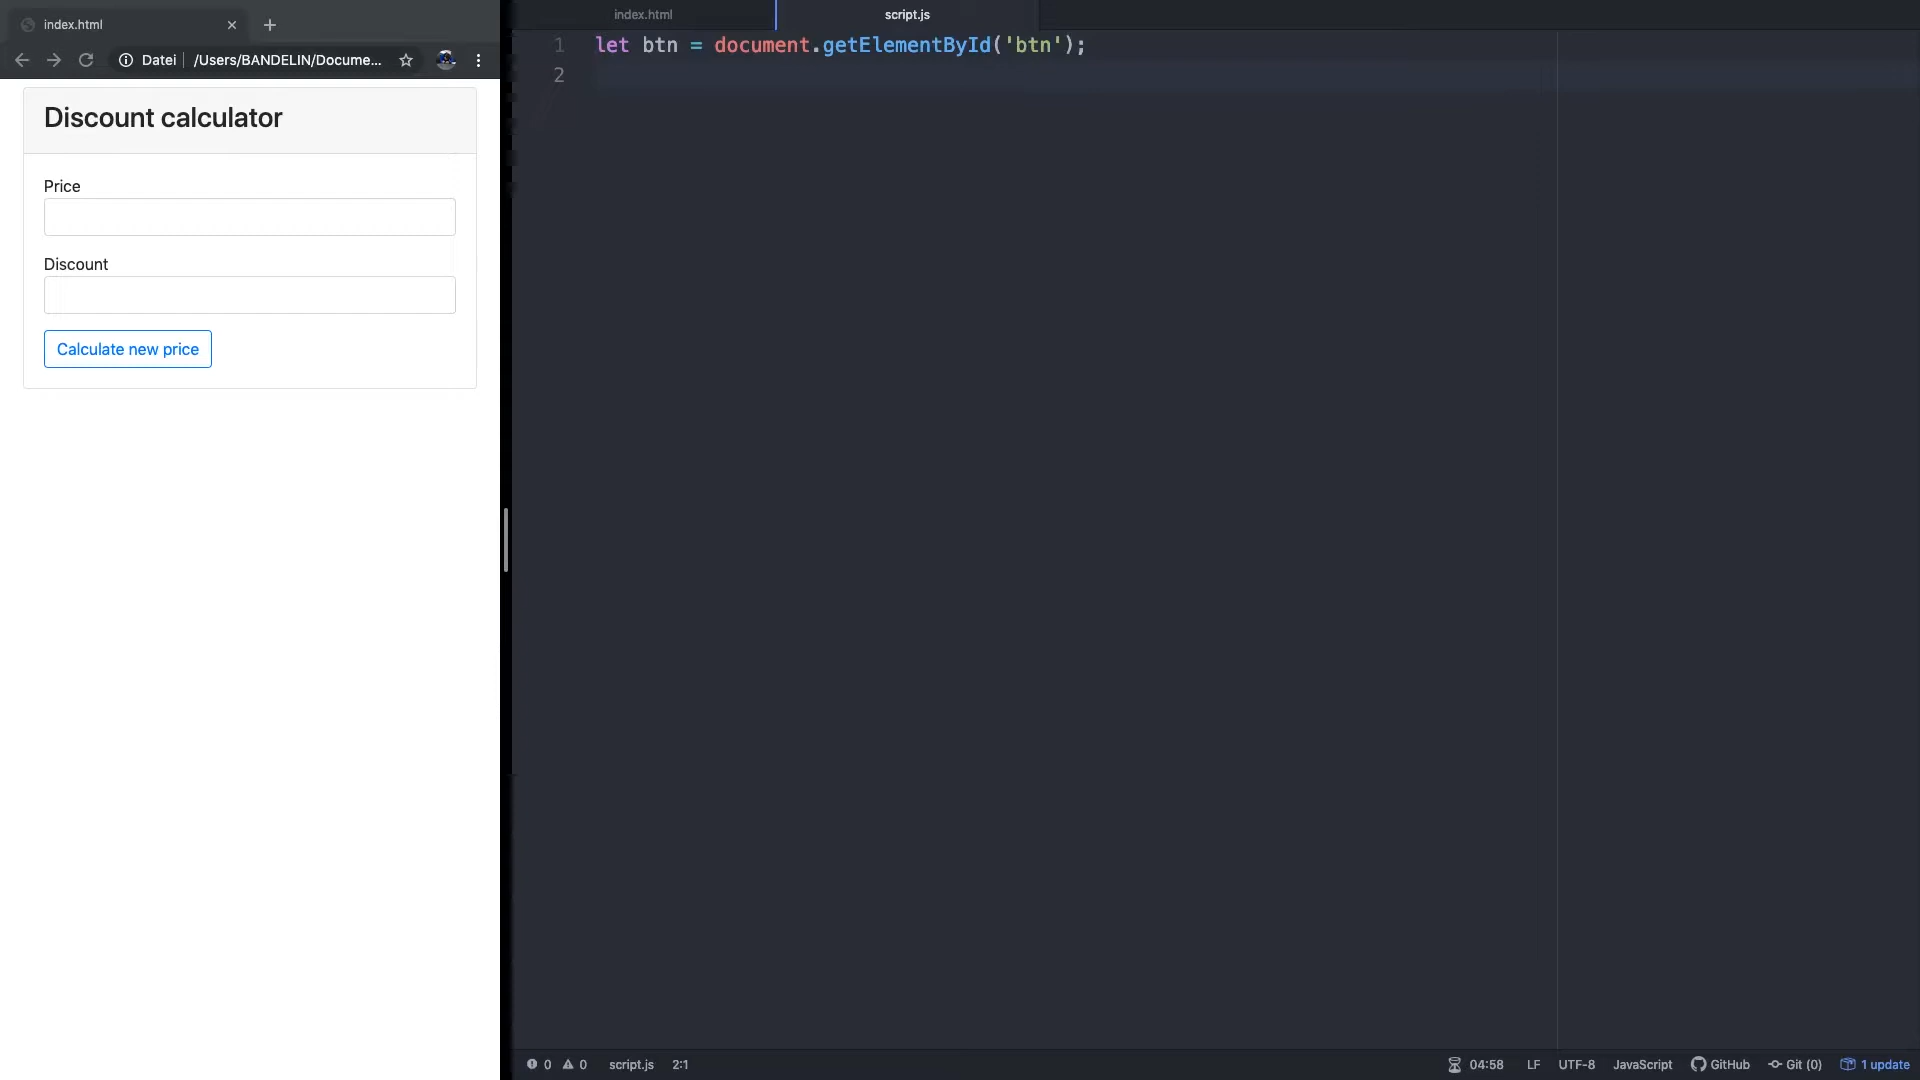 index.html
Datei
/Users/BANDELIN/Docume...
Discount calculator
Price
Discount
Calculate new price
index.html
script.js
1 let btn = document.getElementById('btn');
2
0 0 script.js 2:1
04:58 LF UTF-8 JavaScript GitHub Git (0) 1 update